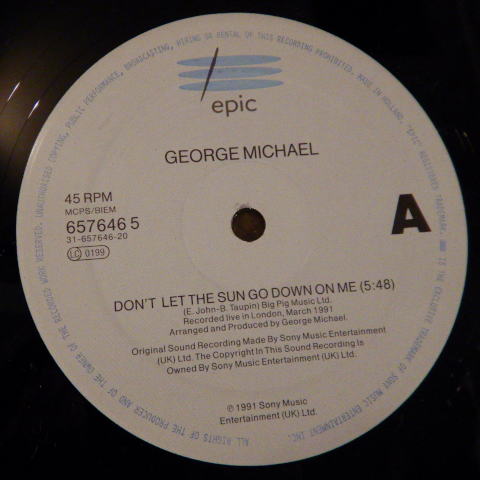 epic
GEORGE MICHAEL
45 RPM
MCPS/BIEM
657646 5
31-657646-20
LC 0199
A
DON'T LET THE SUN GO DOWN ON ME (5:48)
(E. John-B. Taupin) Big Pig Music Ltd.
Recorded live in London, March 1991
Arranged and Produced by George Michael.
Original Sound Recording Made By Sony Music Entertainment
(UK) Ltd. The Copyright In This Sound Recording Is
Owned By Sony Music Entertainment (UK) Ltd.
℗ 1991 Sony Music
Entertainment (UK) Ltd.
ALL RIGHTS OF THE PRODUCER AND OF THE OWNER OF THE RECORDED WORK RESERVED. UNAUTHORISED COPYING, PUBLIC PERFORMANCE, BROADCASTING, HIRING OR RENTAL OF THIS RECORDING PROHIBITED. MADE IN HOLLAND. "EPIC" REGISTERED TRADEMARK. IS THE EXCLUSIVE TRADEMARK OF SONY MUSIC ENTERTAINMENT INC.